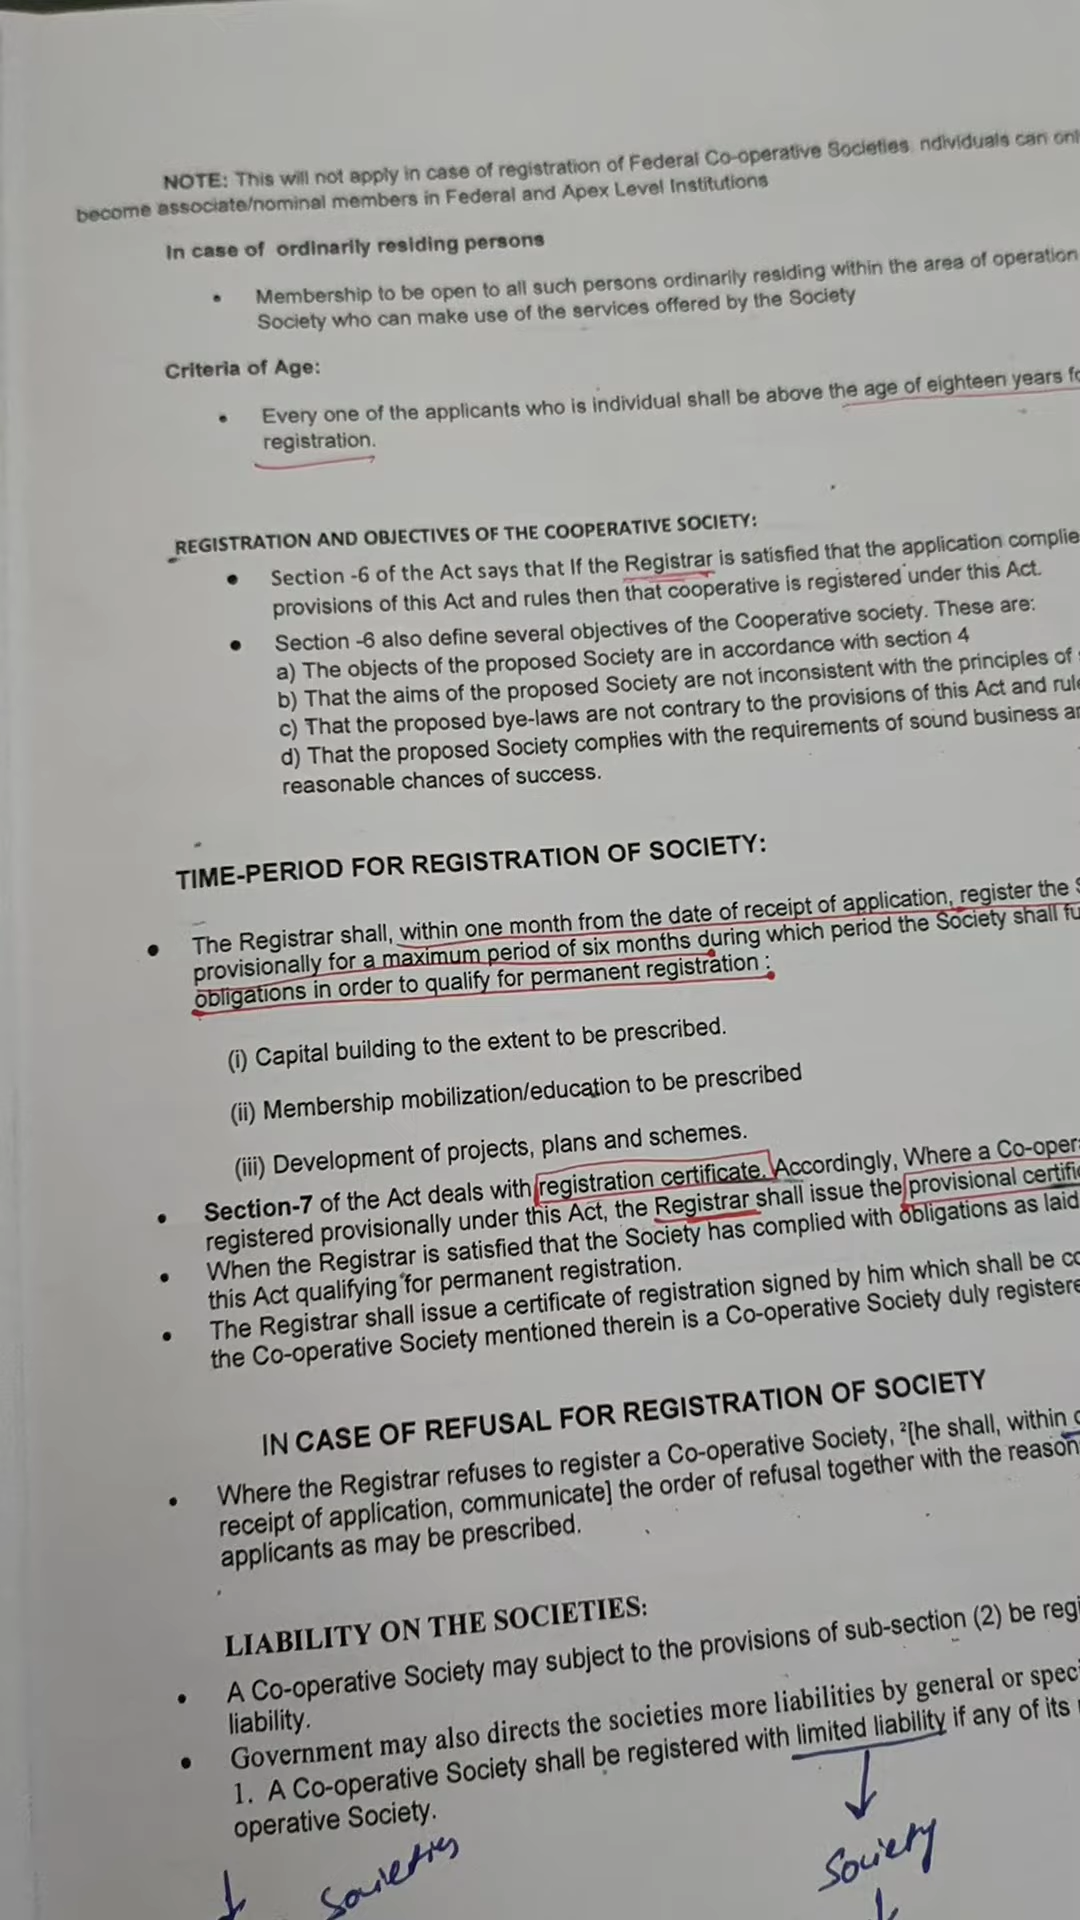 NOTE: This will not apply in case of registration of Federal Co-operative Societies ndividuals can onl
become associate/nominal members in Federal and Apex Level Institutions
In case of ordinarily residing persons
• Membership to be open to all such persons ordinarily residing within the area of operation
Society who can make use of the services offered by the Society
Criteria of Age:
• Every one of the applicants who is individual shall be above the age of eighteen years fo
registration.
REGISTRATION AND OBJECTIVES OF THE COOPERATIVE SOCIETY:
• Section -6 of the Act says that If the Registrar is satisfied that the application complie
provisions of this Act and rules then that cooperative is registered under this Act.
• Section -6 also define several objectives of the Cooperative society. These are:
a) The objects of the proposed Society are in accordance with section 4
b) That the aims of the proposed Society are not inconsistent with the principles of
c) That the proposed bye-laws are not contrary to the provisions of this Act and rule
d) That the proposed Society complies with the requirements of sound business an
reasonable chances of success.
TIME-PERIOD FOR REGISTRATION OF SOCIETY:
• The Registrar shall, within one month from the date of receipt of application, register the S
provisionally for a maximum period of six months during which period the Society shall fu
obligations in order to qualify for permanent registration :
(i) Capital building to the extent to be prescribed.
(ii) Membership mobilization/education to be prescribed
(iii) Development of projects, plans and schemes.
• Section-7 of the Act deals with registration certificate. Accordingly, Where a Co-oper
registered provisionally under this Act, the Registrar shall issue the provisional certific
• When the Registrar is satisfied that the Society has complied with obligations as laid
this Act qualifying for permanent registration.
• The Registrar shall issue a certificate of registration signed by him which shall be co
the Co-operative Society mentioned therein is a Co-operative Society duly registere
IN CASE OF REFUSAL FOR REGISTRATION OF SOCIETY
• Where the Registrar refuses to register a Co-operative Society, ²[he shall, within o
receipt of application, communicate] the order of refusal together with the reason
applicants as may be prescribed.
LIABILITY ON THE SOCIETIES:
• A Co-operative Society may subject to the provisions of sub-section (2) be regi
liability.
• Government may also directs the societies more liabilities by general or speci
1. A Co-operative Society shall be registered with limited liability if any of its
operative Society.
Societies
Society